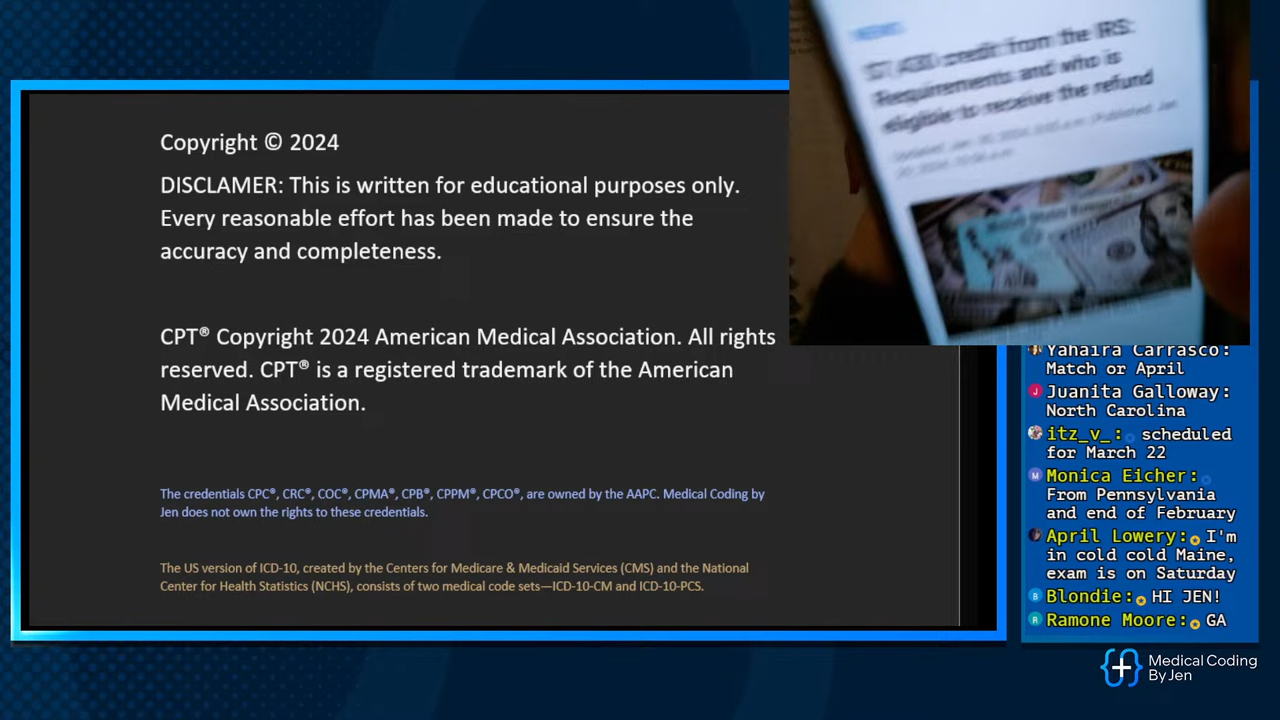 Copyright © 2024
DISCLAMER: This is written for educational purposes only.
Every reasonable effort has been made to ensure the
accuracy and completeness.
CPT® Copyright 2024 American Medical Association. All rights
reserved. CPT® is a registered trademark of the American
Medical Association.
The credentials CPC®, CRC®, COC®, CPMA®, CPB®, CPPM®, CPCO®, are owned by the AAPC. Medical Coding by
Jen does not own the rights to these credentials.
The US version of ICD-10, created by the Centers for Medicare & Medicaid Services (CMS) and the National
Center for Health Statistics (NCHS), consists of two medical code sets—ICD-10-CM and ICD-10-PCS.
credit from the IRS:
Requirements and who is
eligible to receive the refund
Yahaira Carrasco:
Match or April
Juanita Galloway:
North Carolina
itz_v_: scheduled
for March 22
Monica Eicher:
From Pennsylvania
and end of February
April Lowery: I'm
in cold cold Maine,
exam is on Saturday
Blondie: HI JEN!
Ramone Moore: GA
Medical Coding
By Jen